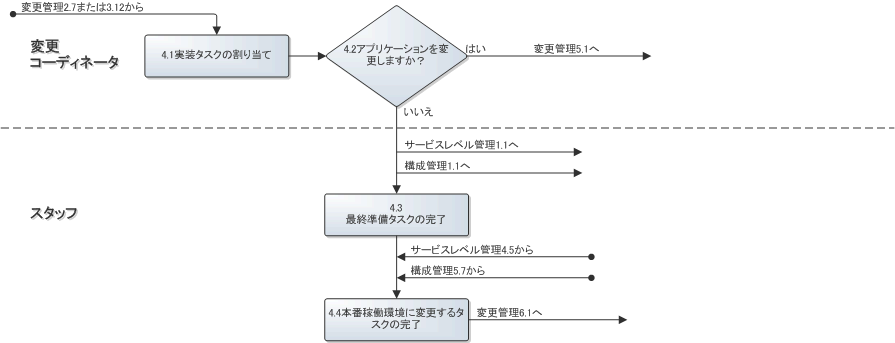 変更管理2.7または3.12から
変更
コーディネータ
4.1実装タスクの割り当て
4.2アプリケーションを変
更しますか？
はい
変更管理5.1へ
いいえ
サービスレベル管理1.1へ
構成管理1.1へ
スタッフ
4.3
最終準備タスクの完了
サービスレベル管理4.5から
構成管理5.7から
4.4本番稼働環境に変更するタ
スクの完了
変更管理6.1へ